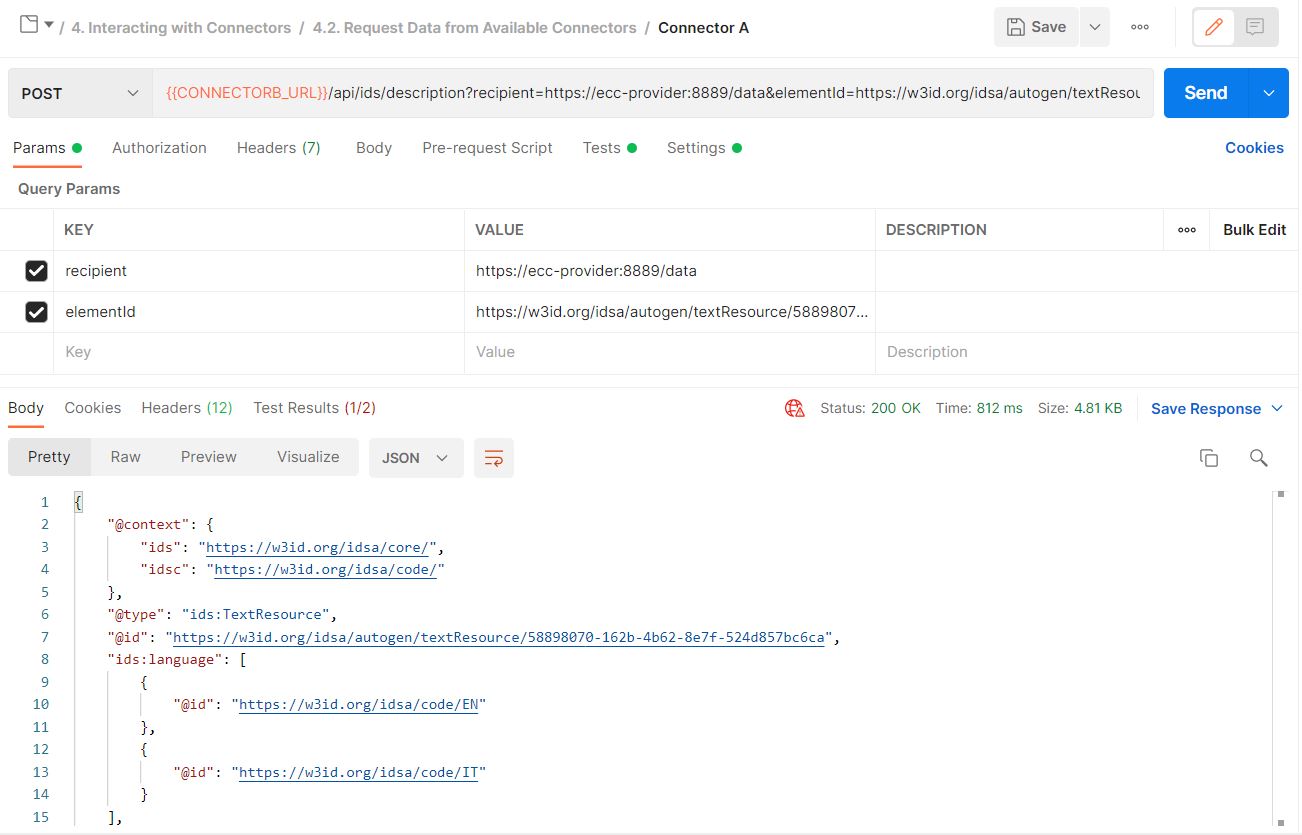 / 4. Interacting with Connectors / 4.2. Request Data from Available Connectors / Connector A
Save
POST
{{CONNECTORB_URL}}/api/ids/description?recipient=https://ecc-provider:8889/data&elementId=https://w3id.org/idsa/autogen/textResou
Send
Params Authorization Headers (7) Body Pre-request Script Tests Settings Cookies
Query Params
KEY VALUE DESCRIPTION Bulk Edit
recipient https://ecc-provider:8889/data
elementId https://w3id.org/idsa/autogen/textResource/5889807...
Key Value Description
Body Cookies Headers (12) Test Results (1/2) Status: 200 OK Time: 812 ms Size: 4.81 KB Save Response
Pretty Raw Preview Visualize JSON
1 {
2 "@context": {
3 "ids": "https://w3id.org/idsa/core/",
4 "idsc": "https://w3id.org/idsa/code/"
5 },
6 "@type": "ids:TextResource",
7 "@id": "https://w3id.org/idsa/autogen/textResource/58898070-162b-4b62-8e7f-524d857bc6ca",
8 "ids:language": [
9 {
10 "@id": "https://w3id.org/idsa/code/EN"
11 },
12 {
13 "@id": "https://w3id.org/idsa/code/IT"
14 }
15 ],